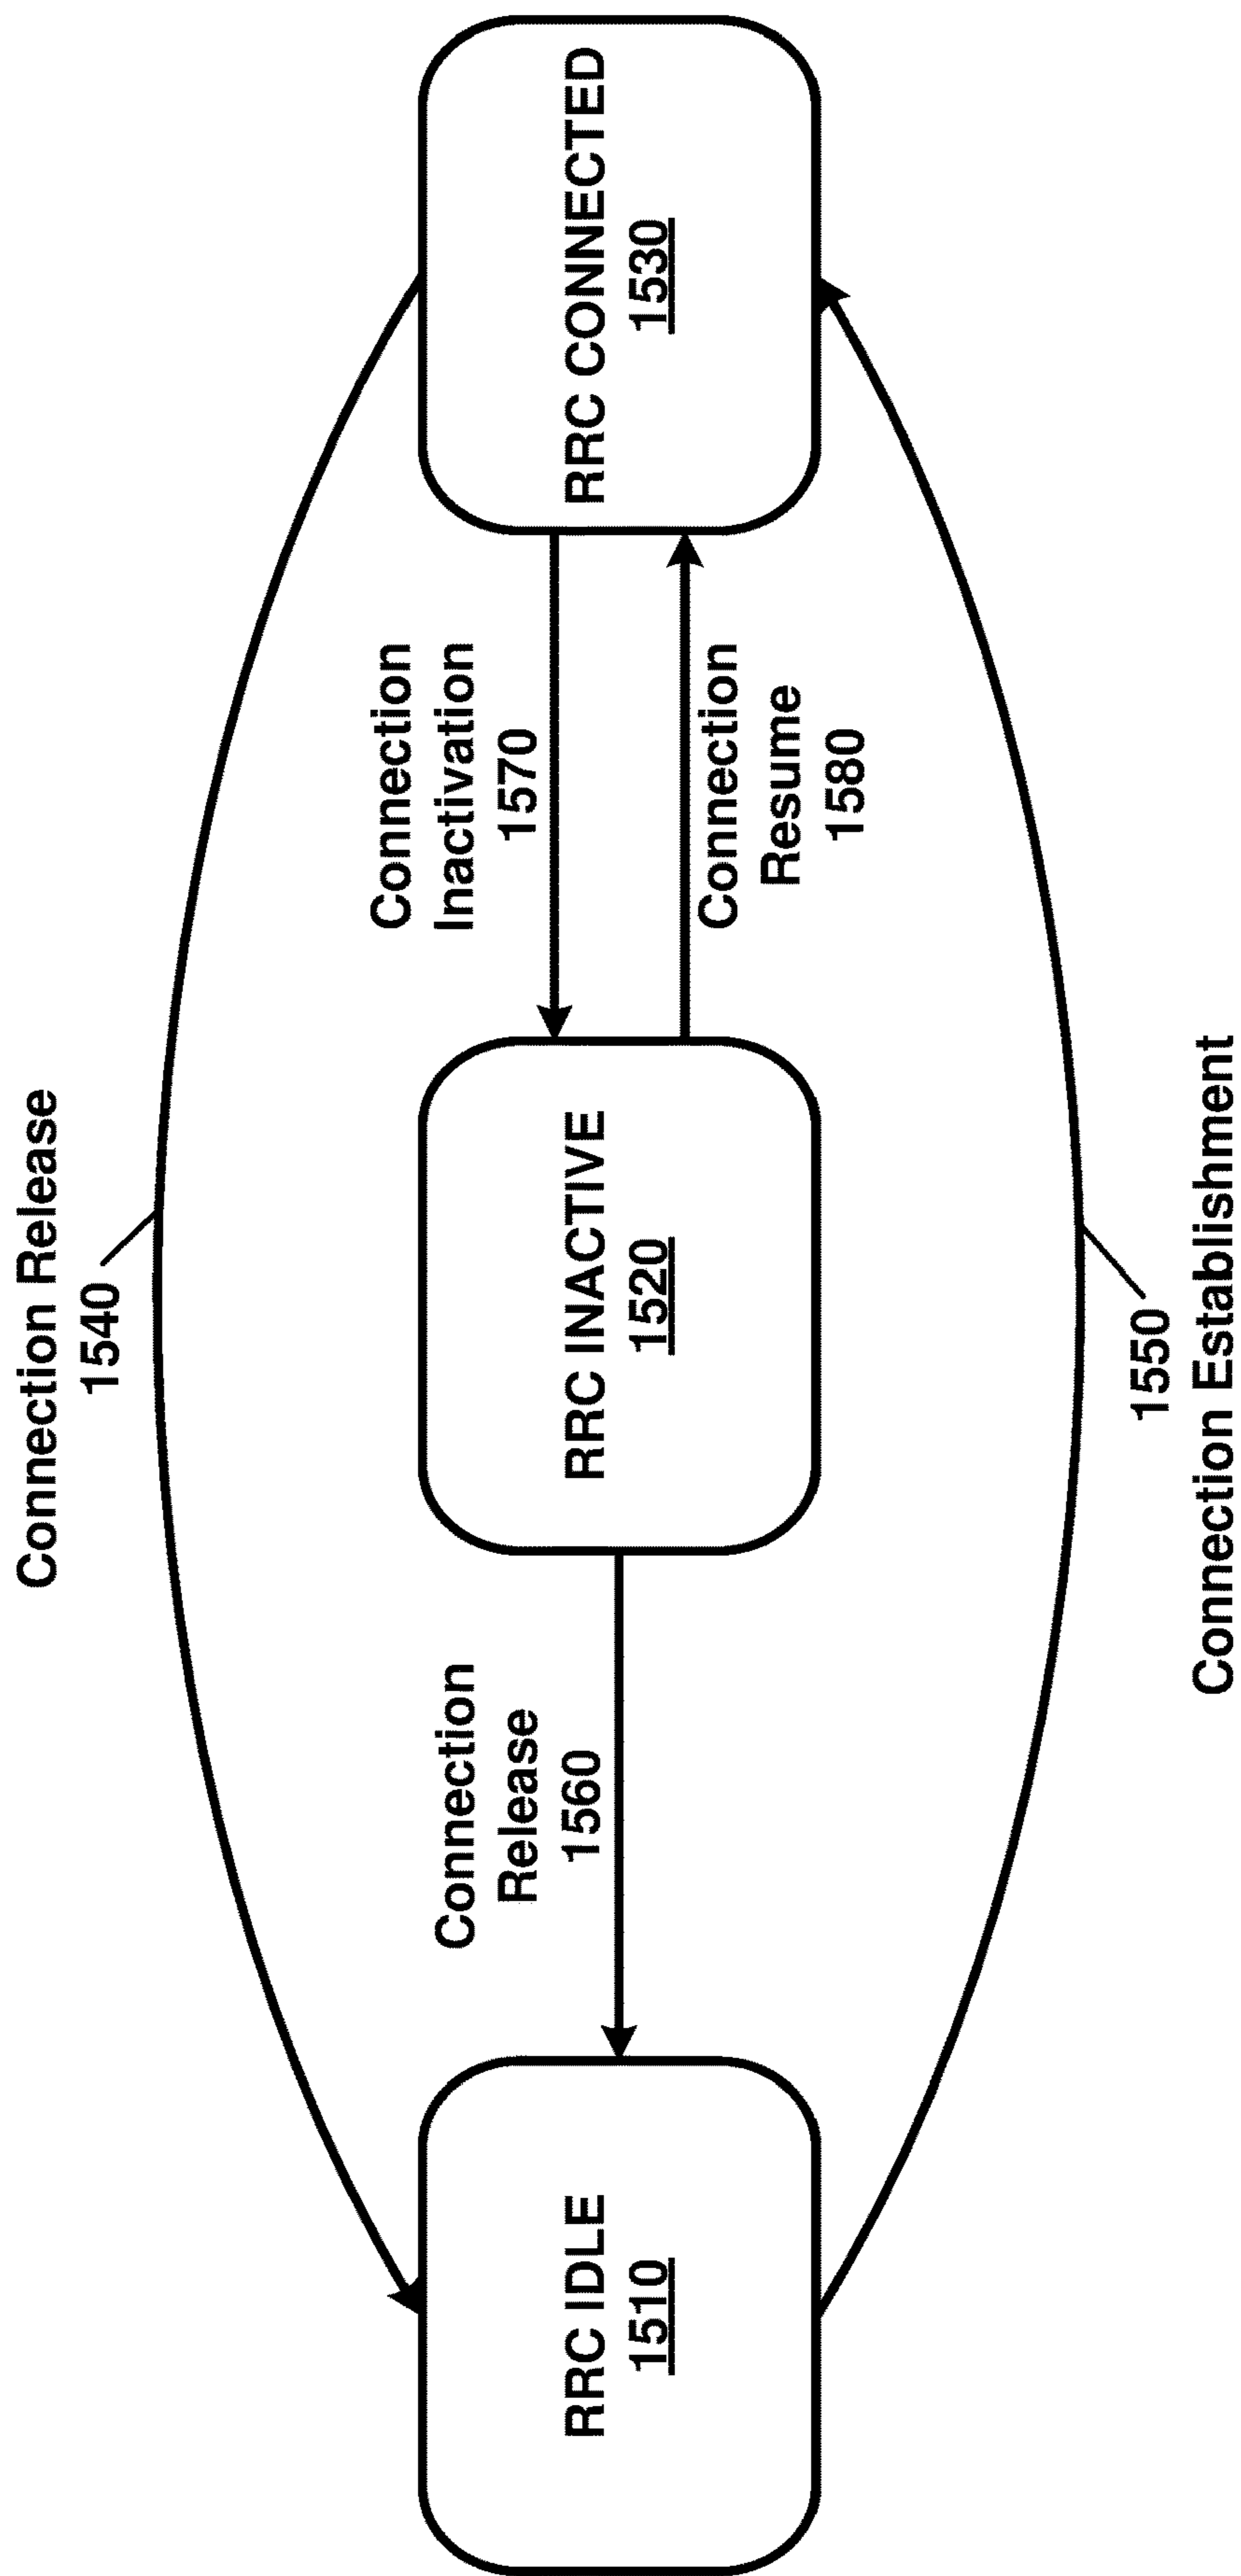 Connection Release
1540
Connection
Release
1560
Connection
Inactivation
1570
RRC IDLE
1510
RRC INACTIVE
1520
RRC CONNECTED
1530
Connection
Resume
1580
1550
Connection Establishment